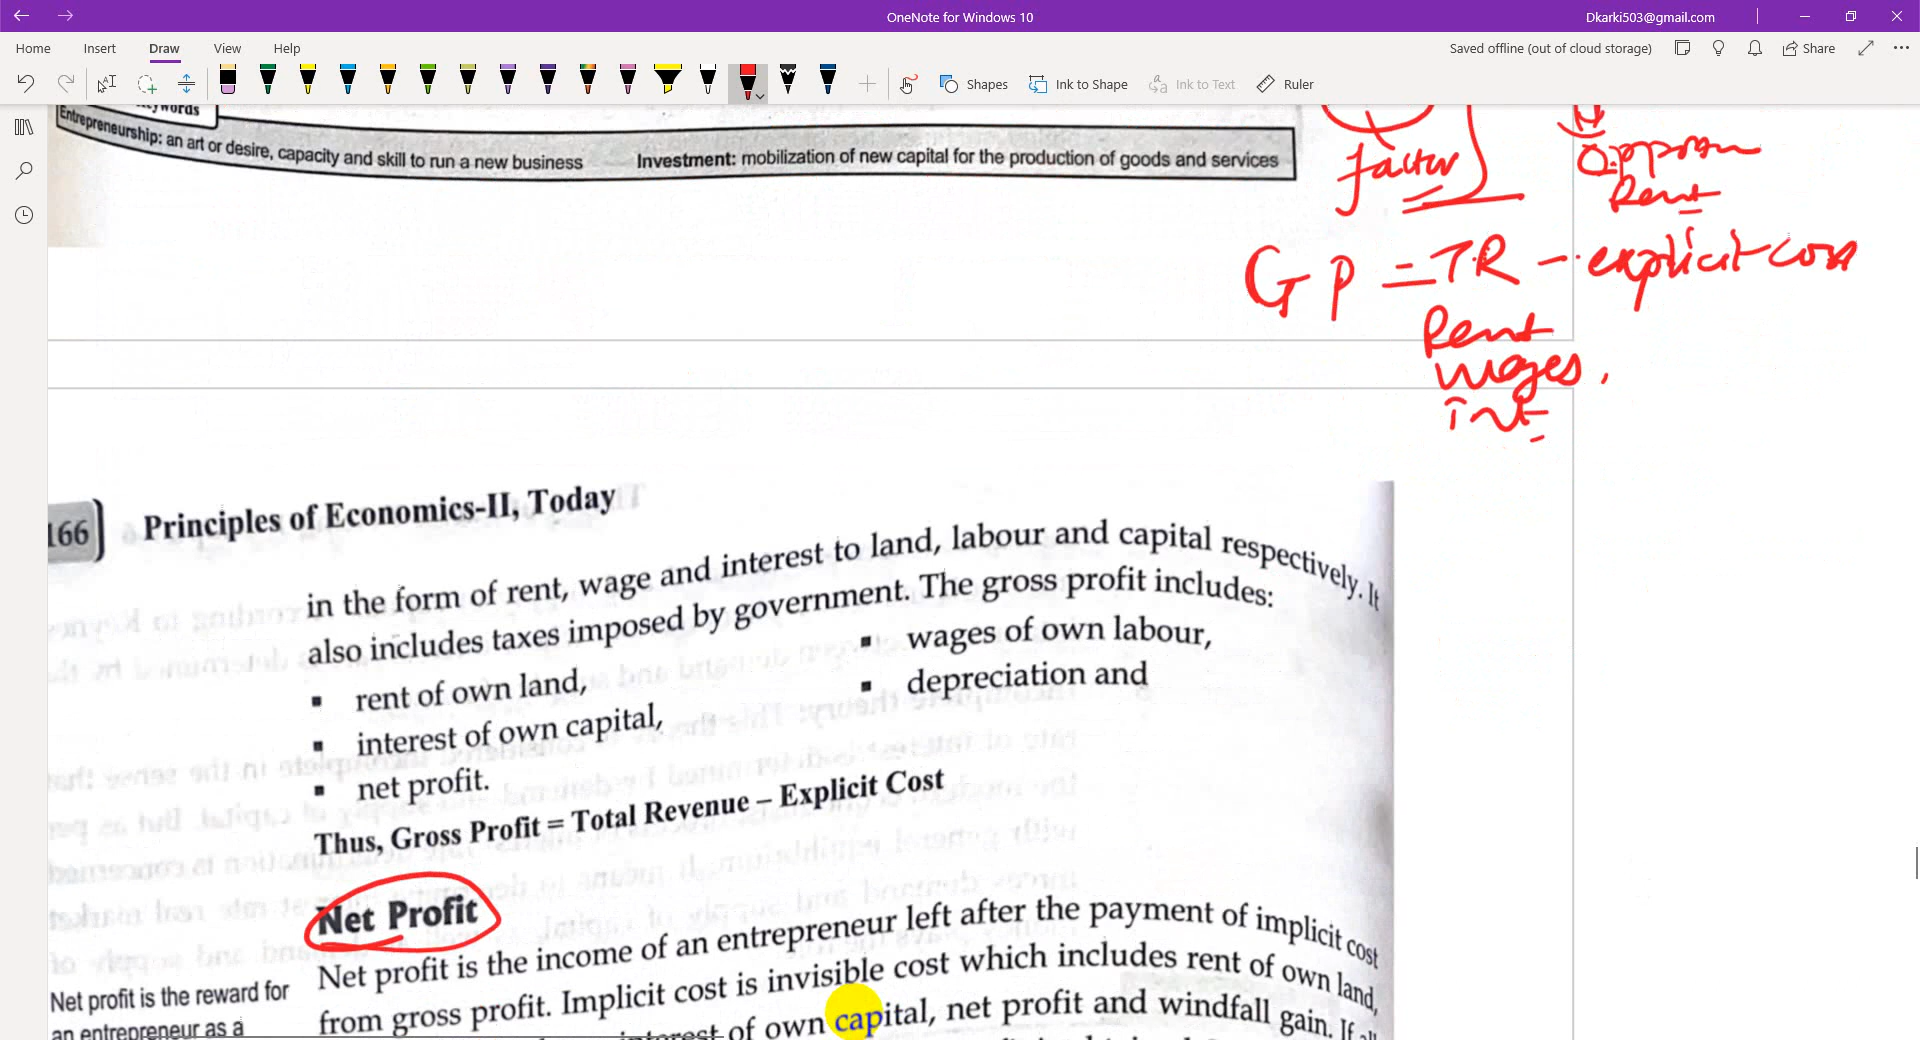 OneNote for Windows 10
Dkarki503@gmail.com
Home Insert Draw View Help
Saved offline (out of cloud storage) Share
Shapes Ink to Shape Ink to Text Ruler
Entrepreneurship: an art or desire, capacity and skill to run a new business
Investment: mobilization of new capital for the production of goods and services
factor
Rent
GP = TR - explicit cost
Rent
wages,
int
166 Principles of Economics-II, Today
in the form of rent, wage and interest to land, labour and capital respectively. It
also includes taxes imposed by government. The gross profit includes:
▪ rent of own land,
▪ wages of own labour,
▪ interest of own capital,
▪ depreciation and
▪ net profit.
Thus, Gross Profit = Total Revenue – Explicit Cost
Net Profit
Net profit is the income of an entrepreneur left after the payment of implicit cost
from gross profit. Implicit cost is invisible cost which includes rent of own land,
interest of own capital, net profit and windfall gain. If
Net profit is the reward for
an entrepreneur as a